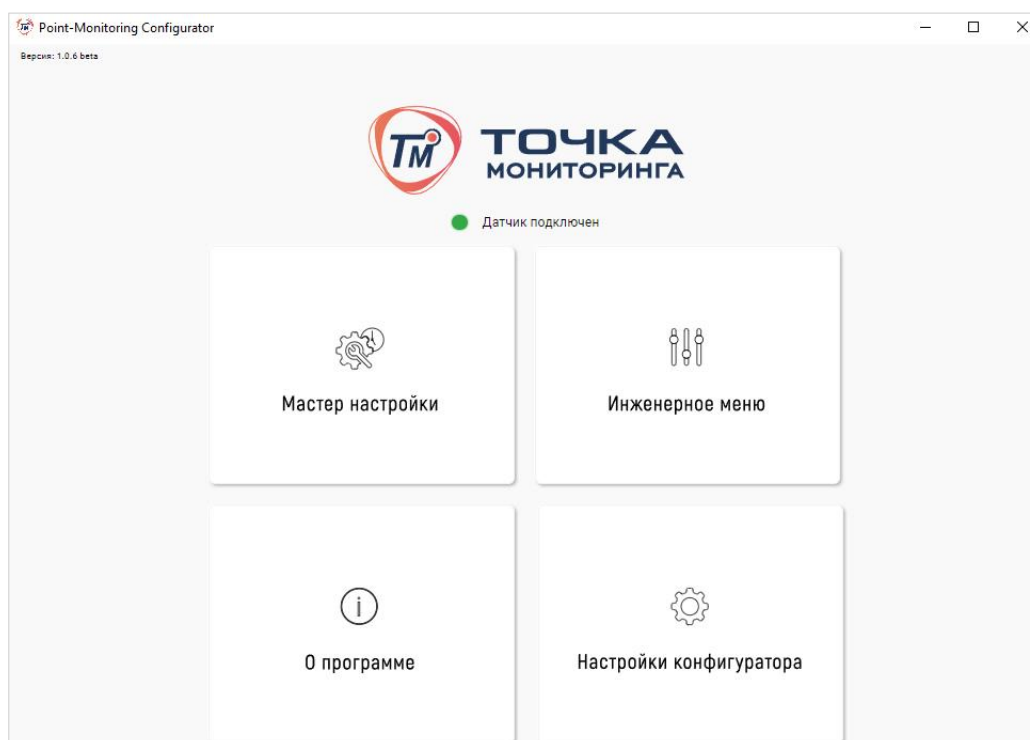 Point-Monitoring Configurator
Версия: 1.0.6 beta
ТМ
ТОЧКА
МОНИТОРИНГА
Датчик подключен
Мастер настройки
Инженерное меню
О программе
Настройки конфигуратора